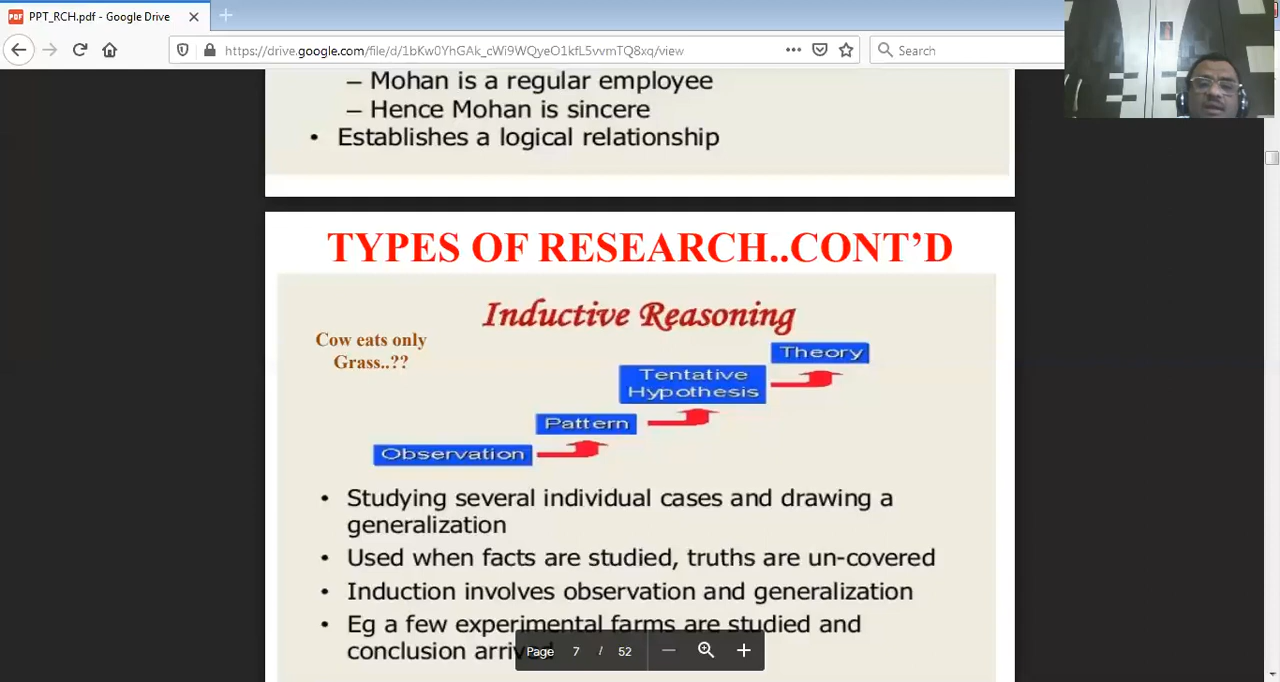 PPT_RCH.pdf - Google Drive
https://drive.google.com/file/d/1bKw0YhGAk_cWi9WQyeO1kfL5vvmTQ8xq/view
Search
– Mohan is a regular employee
– Hence Mohan is sincere
• Establishes a logical relationship
TYPES OF RESEARCH..CONT’D
Inductive Reasoning
Cow eats only
Grass..??
Theory
Tentative
Hypothesis
Pattern
Observation
• Studying several individual cases and drawing a
generalization
• Used when facts are studied, truths are un-covered
• Induction involves observation and generalization
• Eg a few experimental farms are studied and
conclusion arrived
Page 7 / 52